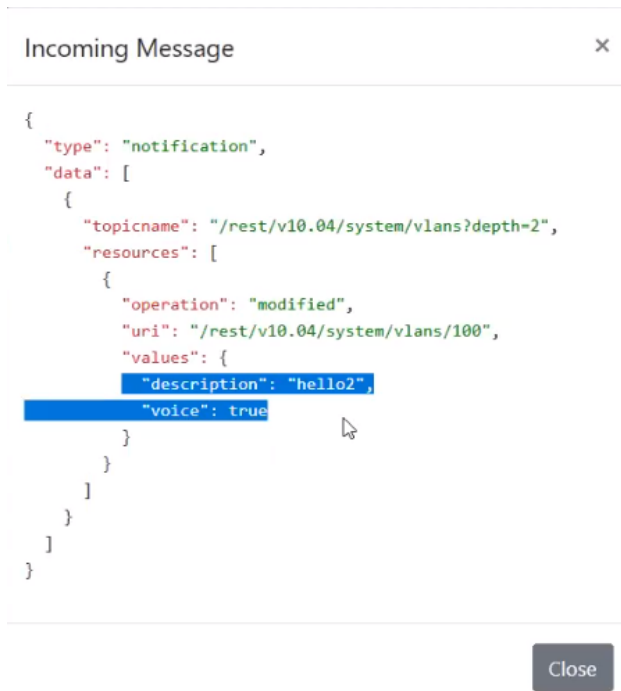 Incoming Message
×
{
"type": "notification",
"data": [
{
"topicname": "/rest/v10.04/system/vlans?depth=2",
"resources": [
{
"operation": "modified",
"uri": "/rest/v10.04/system/vlans/100",
"values": {
"description": "hello2",
"voice": true
}
}
]
}
]
}
Close